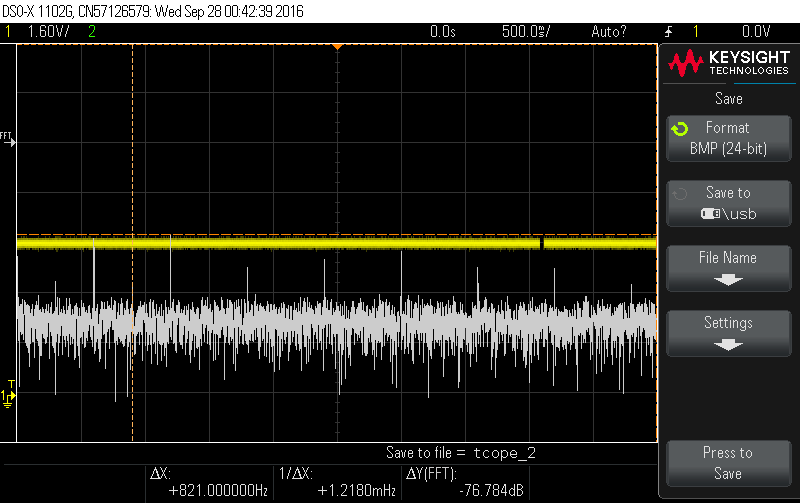 DSO-X 1102G, CN57126579: Wed Sep 28 00:42:39 2016
1 1.60V/ 2 0.0s 500.0ms/ Auto? 1 0.0V
KEYSIGHT
TECHNOLOGIES
Save
Format
BMP (24-bit)
FFT
Save to
\usb
File Name
Settings
T
1
Save to file = tcope_2
Press to
Save
ΔX:
+821.000000Hz
1/ΔX:
+1.2180mHz
ΔY(FFT):
-76.784dB